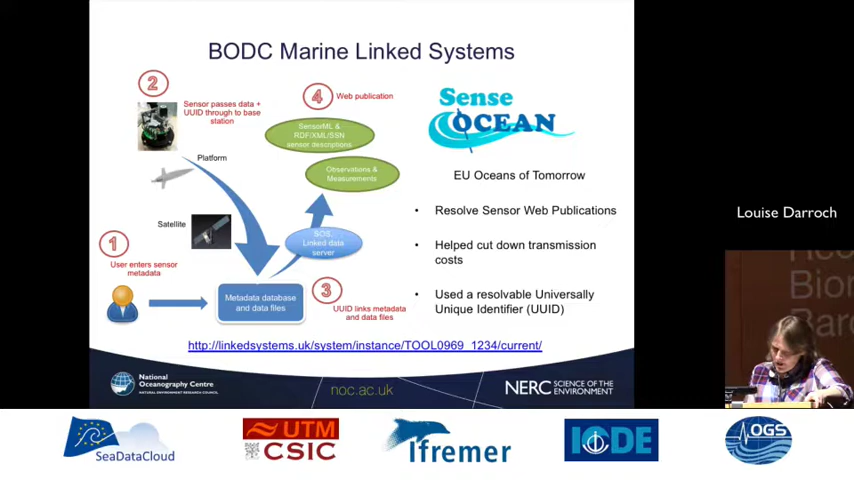 BODC Marine Linked Systems
2
Sensor passes data +
UUID through to base
station
4
Web publication
SensorML &
RDF/XML/SSN
sensor descriptions
Observations &
Measurements
Platform
Satellite
SOS,
Linked data
server
1
User enters sensor
metadata
Metadata database
and data files
3
UUID links metadata
and data files
Sense
OCEAN
EU Oceans of Tomorrow
• Resolve Sensor Web Publications
• Helped cut down transmission
costs
• Used a resolvable Universally
Unique Identifier (UUID)
http://linkedsystems.uk/system/instance/TOOL0969_1234/current/
National
Oceanography Centre
NATURAL ENVIRONMENT RESEARCH COUNCIL
noc.ac.uk
NERC SCIENCE OF THE
ENVIRONMENT
Louise Darroch
Bio
Bar
SeaDataCloud
UTM
CSIC
Ifremer
IODE
OGS